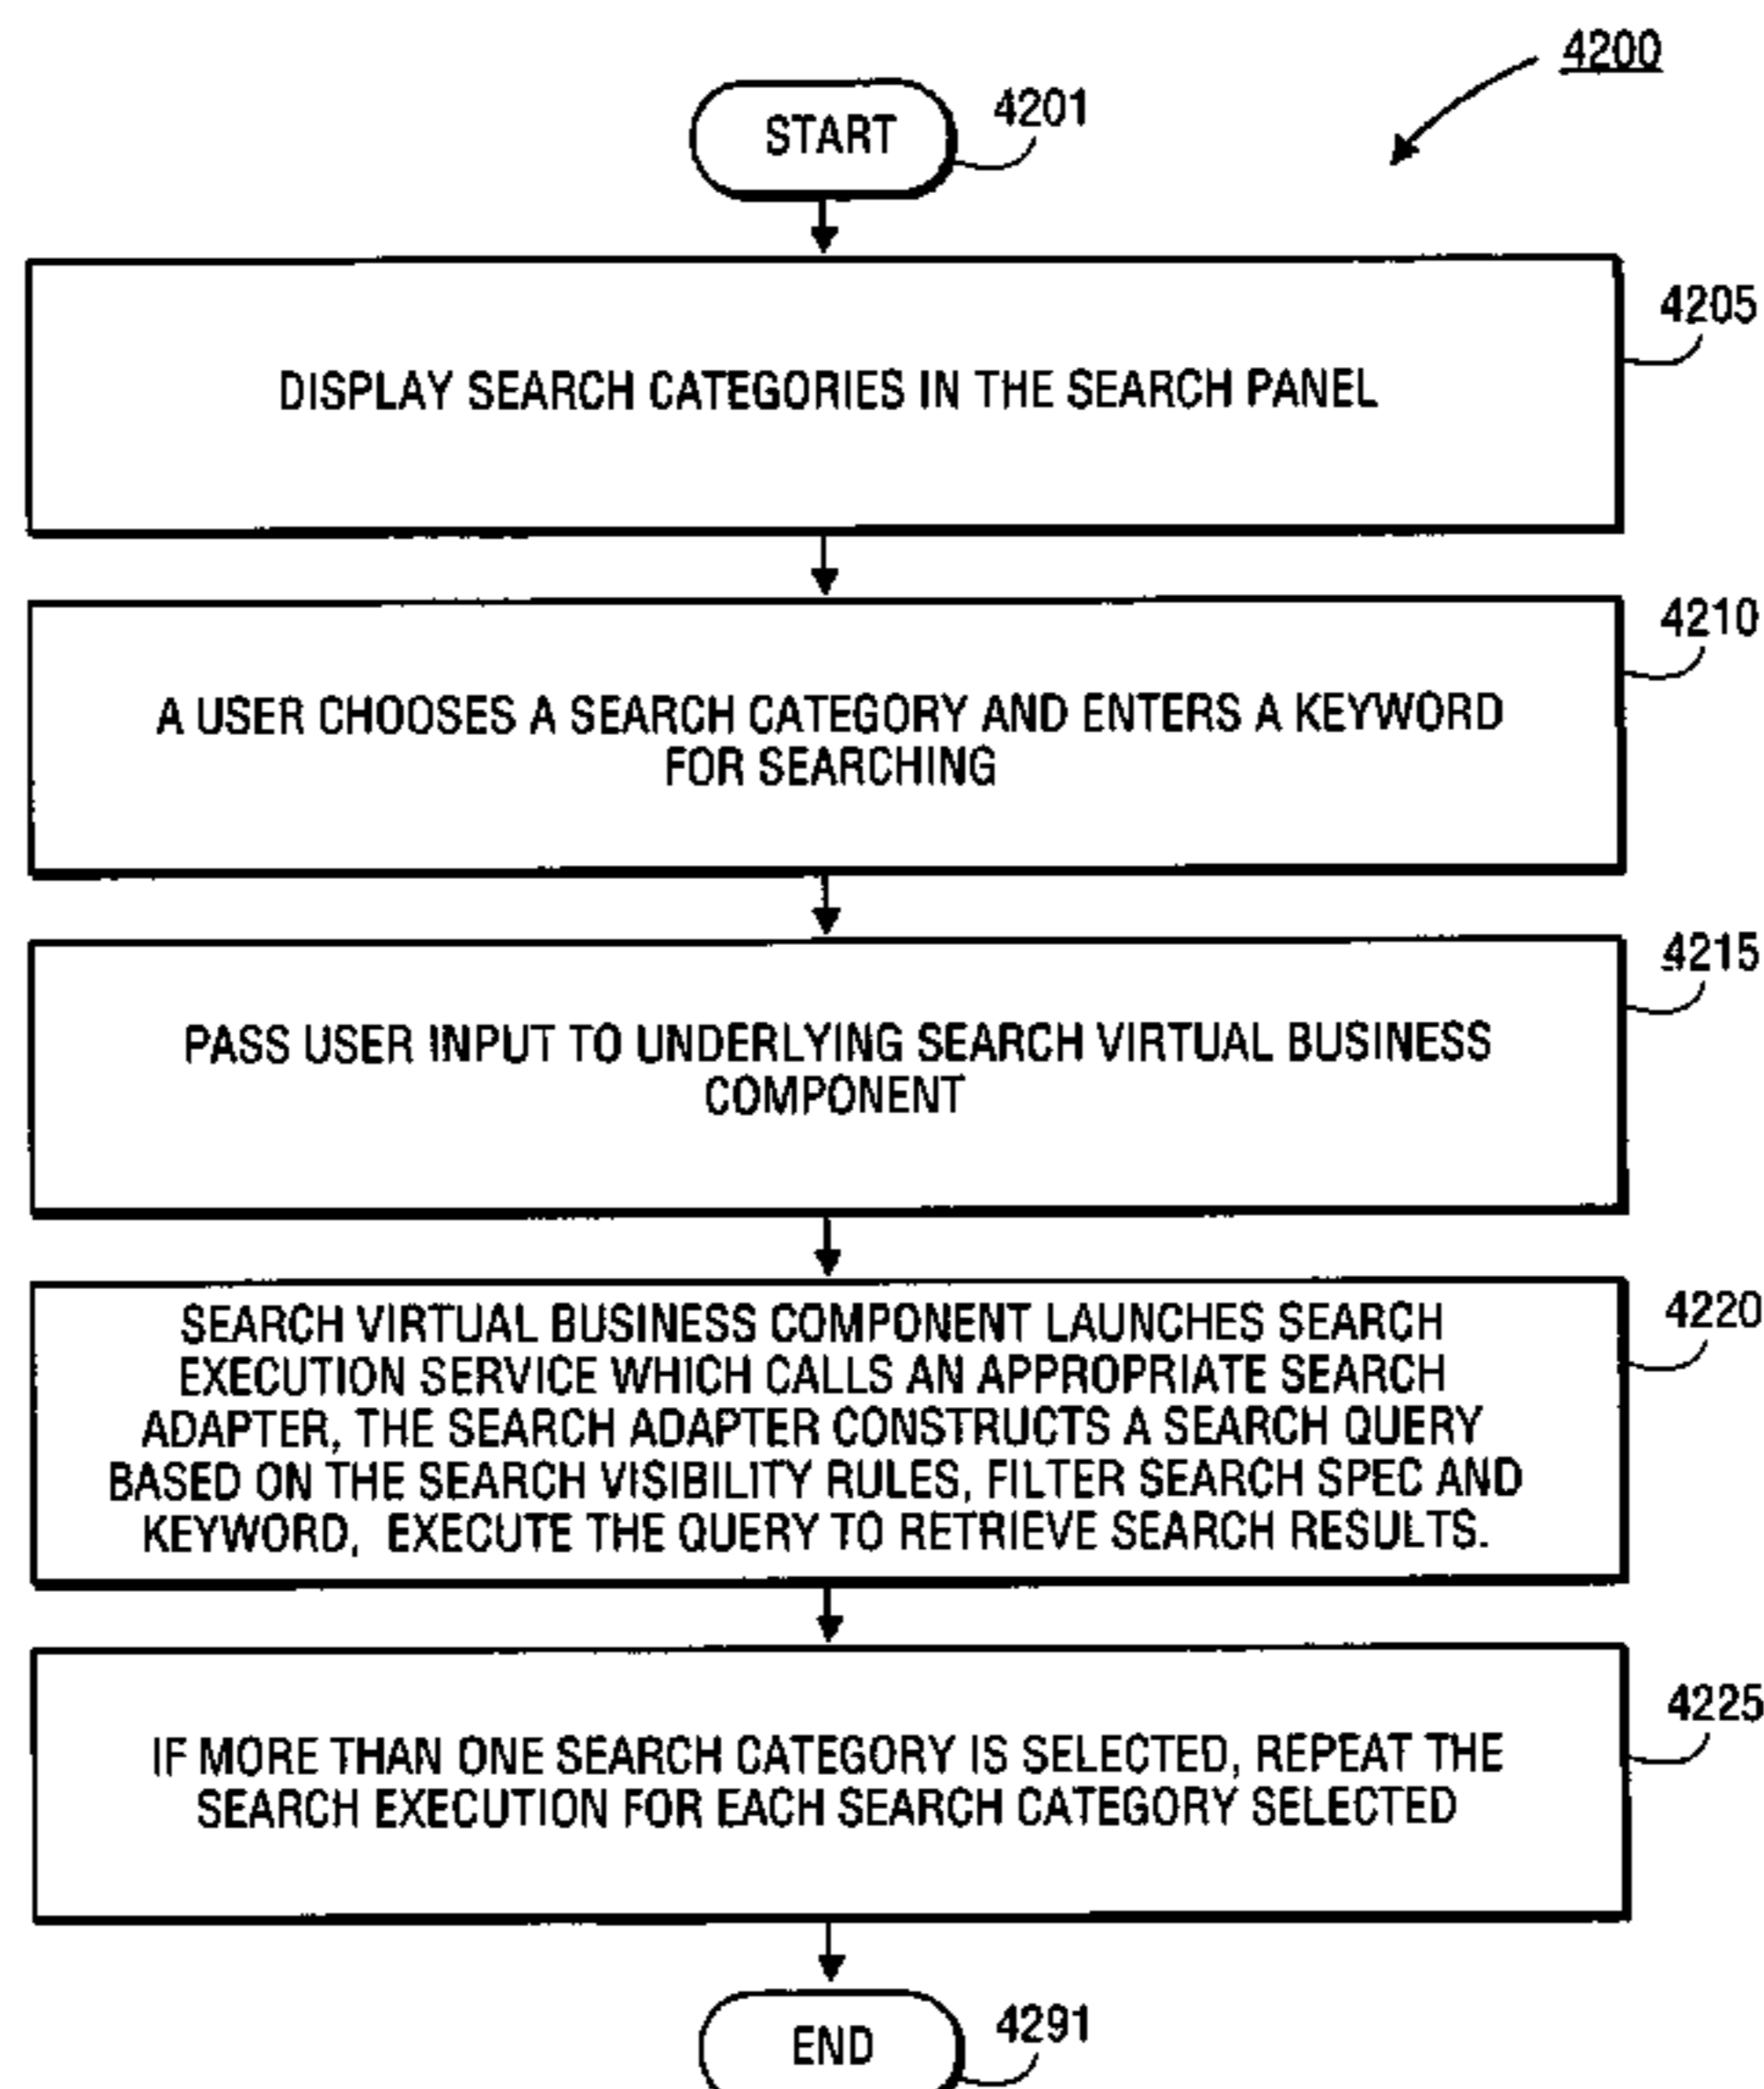 4200
START
4201
4205
DISPLAY SEARCH CATEGORIES IN THE SEARCH PANEL
4210
A USER CHOOSES A SEARCH CATEGORY AND ENTERS A KEYWORD
FOR SEARCHING
4215
PASS USER INPUT TO UNDERLYING SEARCH VIRTUAL BUSINESS
COMPONENT
4220
SEARCH VIRTUAL BUSINESS COMPONENT LAUNCHES SEARCH
EXECUTION SERVICE WHICH CALLS AN APPROPRIATE SEARCH
ADAPTER, THE SEARCH ADAPTER CONSTRUCTS A SEARCH QUERY
BASED ON THE SEARCH VISIBILITY RULES, FILTER SEARCH SPEC AND
KEYWORD, EXECUTE THE QUERY TO RETRIEVE SEARCH RESULTS.
4225
IF MORE THAN ONE SEARCH CATEGORY IS SELECTED, REPEAT THE
SEARCH EXECUTION FOR EACH SEARCH CATEGORY SELECTED
END
4291